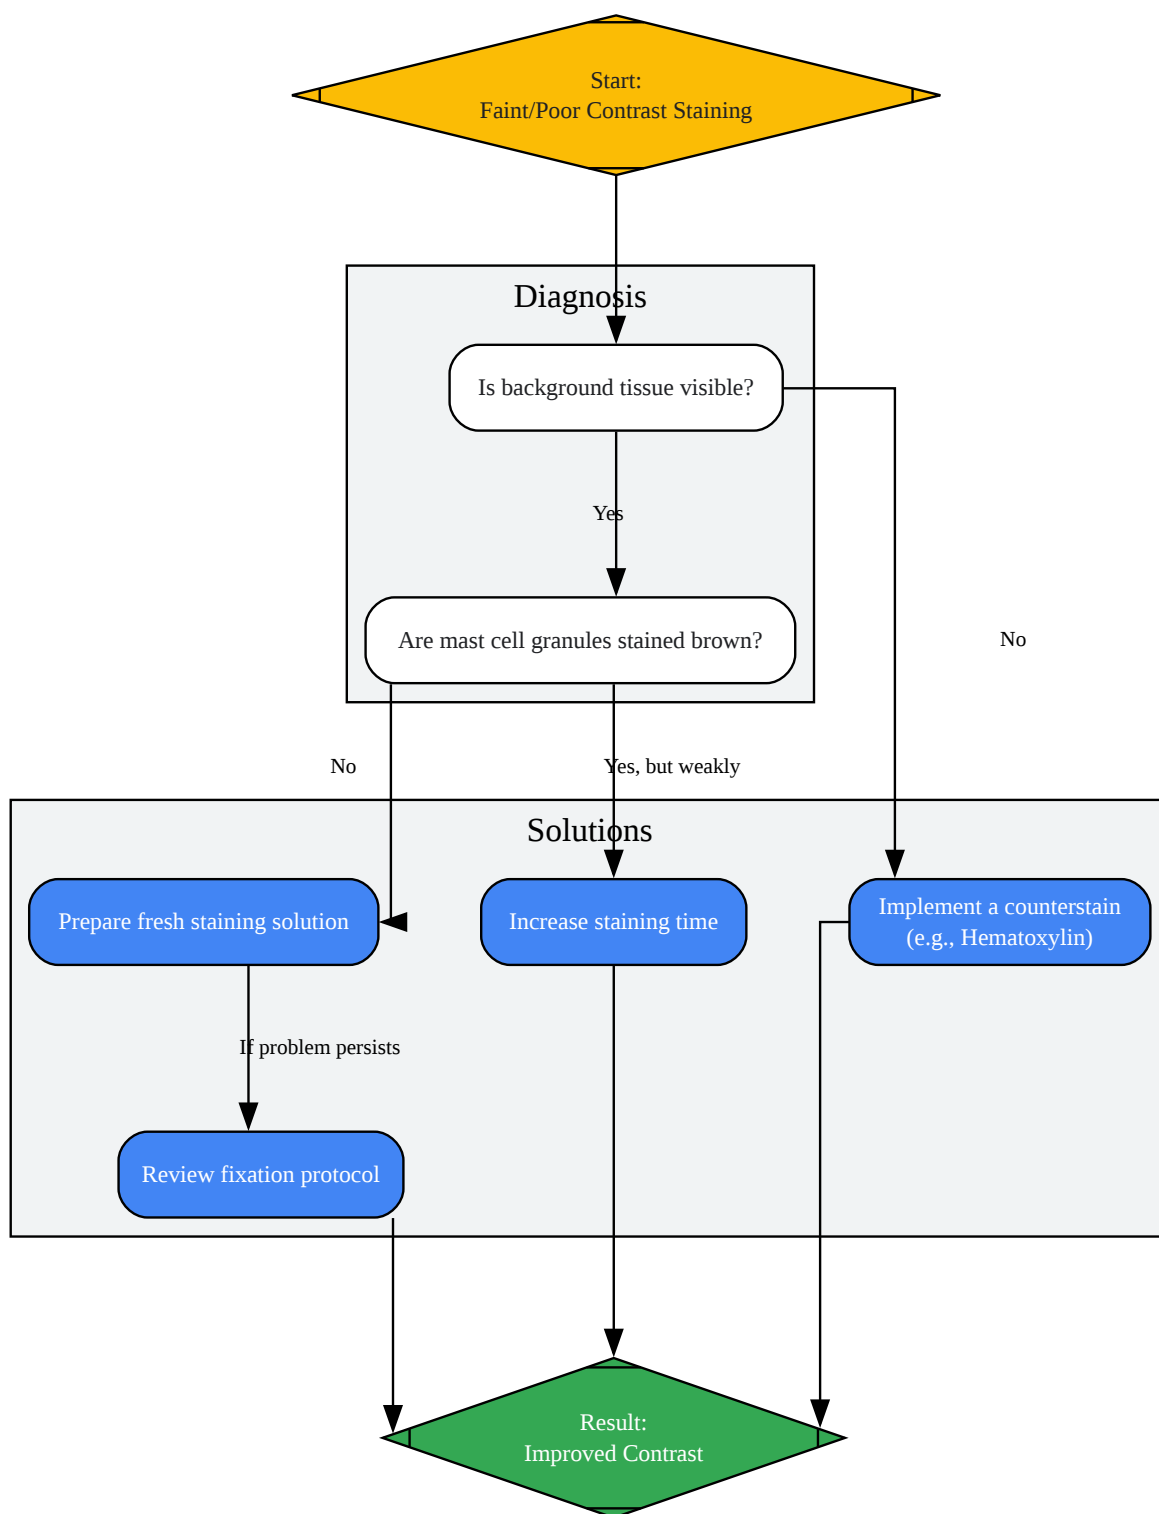 Start:
Faint/Poor Contrast Staining
Diagnosis
Is background tissue visible?
Yes
Are mast cell granules stained brown?
No
No
Yes, but weakly
Solutions
Prepare fresh staining solution
Increase staining time
Implement a counterstain
(e.g., Hematoxylin)
If problem persists
Review fixation protocol
Result:
Improved Contrast